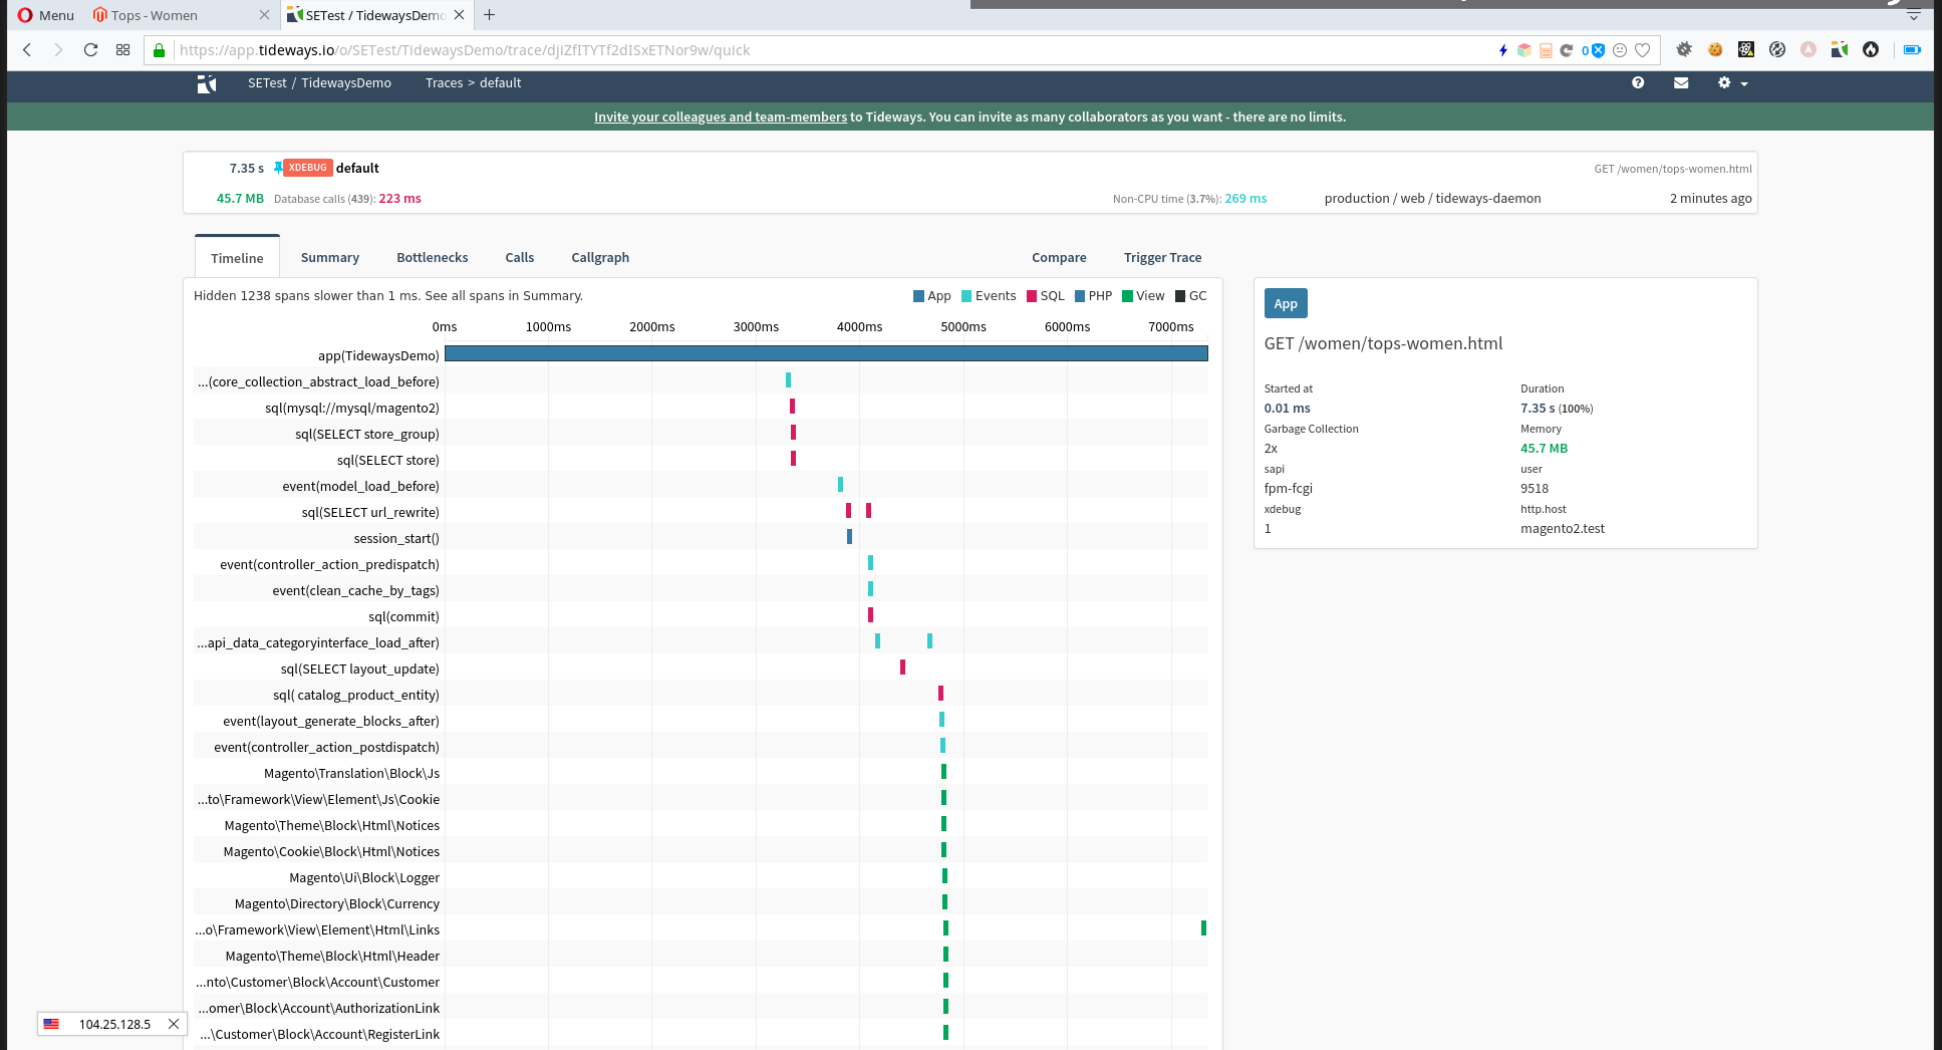 Menu
Tops - Women
SETest / TidewaysDemo
https://app.tideways.io/o/SETest/TidewaysDemo/trace/djiZfITYTf2dISxETNor9w/quick
0
SETest / TidewaysDemo
Traces > default
Invite your colleagues and team-members to Tideways. You can invite as many collaborators as you want - there are no limits.
7.35 s
XDEBUG
default
GET /women/tops-women.html
45.7 MB
Database calls (439): 223 ms
Non-CPU time (3.7%): 269 ms
production / web / tideways-daemon
2 minutes ago
Timeline
Summary
Bottlenecks
Calls
Callgraph
Compare
Trigger Trace
Hidden 1238 spans slower than 1 ms. See all spans in Summary.
App
Events
SQL
PHP
View
GC
0ms
1000ms
2000ms
3000ms
4000ms
5000ms
6000ms
7000ms
app(TidewaysDemo)
...(core_collection_abstract_load_before)
sql(mysql://mysql/magento2)
sql(SELECT store_group)
sql(SELECT store)
event(model_load_before)
sql(SELECT url_rewrite)
session_start()
event(controller_action_predispatch)
event(clean_cache_by_tags)
sql(commit)
...api_data_categoryinterface_load_after)
sql(SELECT layout_update)
sql( catalog_product_entity)
event(layout_generate_blocks_after)
event(controller_action_postdispatch)
Magento\Translation\Block\Js
...to\Framework\View\Element\Js\Cookie
Magento\Theme\Block\Html\Notices
Magento\Cookie\Block\Html\Notices
Magento\Ui\Block\Logger
Magento\Directory\Block\Currency
...o\Framework\View\Element\Html\Links
Magento\Theme\Block\Html\Header
...nto\Customer\Block\Account\Customer
...omer\Block\Account\AuthorizationLink
...\Customer\Block\Account\RegisterLink
App
GET /women/tops-women.html
Started at
Duration
0.01 ms
7.35 s (100%)
Garbage Collection
Memory
2x
45.7 MB
sapi
user
fpm-fcgi
9518
xdebug
http.host
1
magento2.test
104.25.128.5